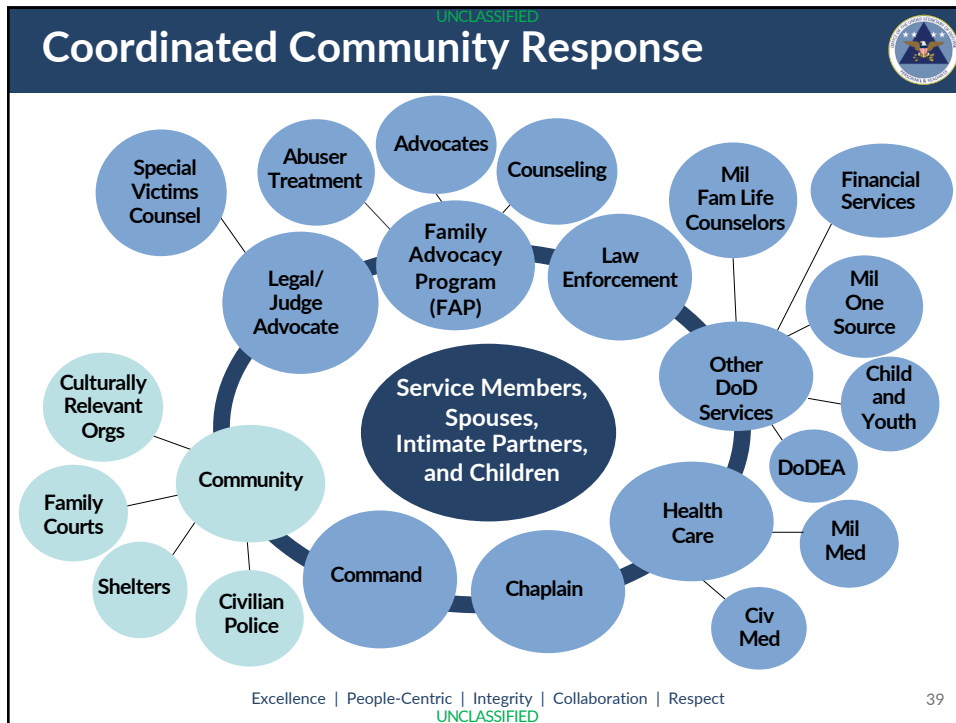 UNCLASSIFIED
Coordinated Community Response
Special
Victims
Counsel
Abuser
Treatment
Advocates
Counseling
Mil
Fam Life
Counselors
Financial
Services
Legal/
Judge
Advocate
Family
Advocacy
Program
(FAP)
Law
Enforcement
Mil
One
Source
Culturally
Relevant
Orgs
Service Members,
Spouses,
Intimate Partners,
and Children
Other
DoD
Services
Child
and
Youth
Community
DoDEA
Family
Courts
Health
Care
Mil
Med
Shelters
Civilian
Police
Command
Chaplain
Civ
Med
Excellence | People-Centric | Integrity | Collaboration | Respect
39
UNCLASSIFIED